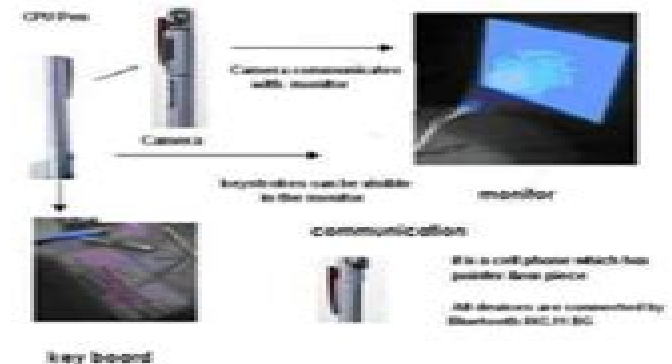 CPU Pen
Camera communicates
with monitor
Camera
keystrokes can be visible
in the monitor
monitor
communication
It is a cell phone which has
pointer piece
All devices are connected by
Bluetooth
key board